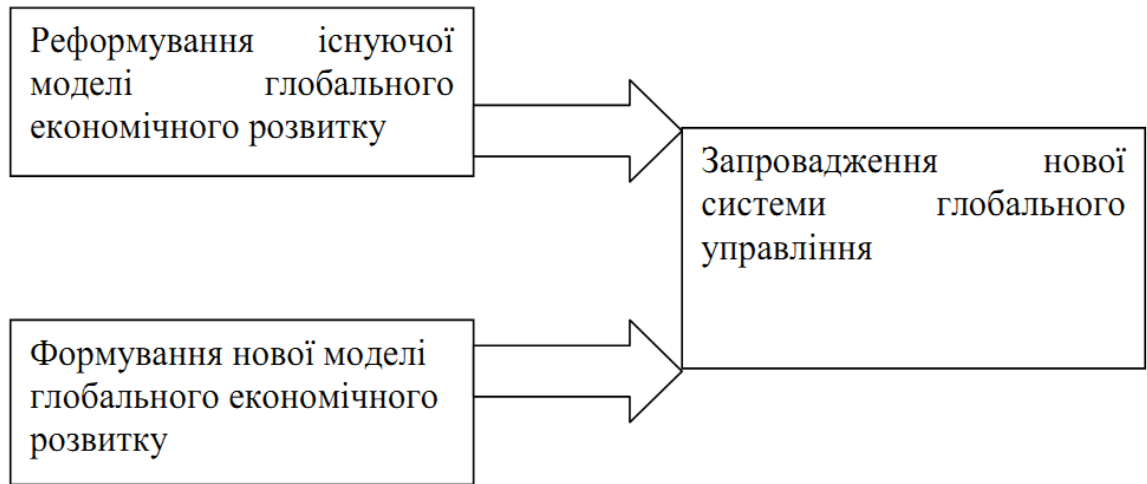 Реформування існуючої
моделі глобального
економічного розвитку
Запровадження нової
системи глобального
управління
Формування нової моделі
глобального економічного
розвитку